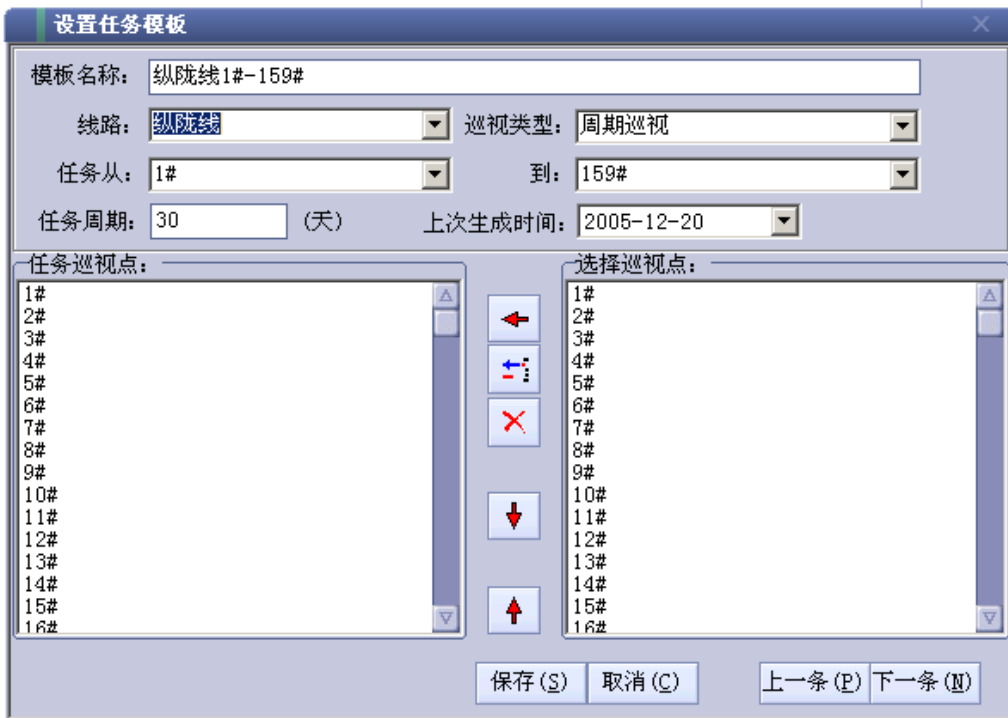 设置任务模板
模板名称： 纵陇线1#-159#
线路： 纵陇线 巡视类型： 周期巡视
任务从： 1# 到： 159#
任务周期： 30 (天) 上次生成时间： 2005-12-20
任务巡视点： 选择巡视点：
1# 1#
2# 2#
3# 3#
4# 4#
5# 5#
6# 6#
7# 7#
8# 8#
9# 9#
10# 10#
11# 11#
12# 12#
13# 13#
14# 14#
15# 15#
16# 16#
保存(S) 取消(C) 上一条(P) 下一条(N)